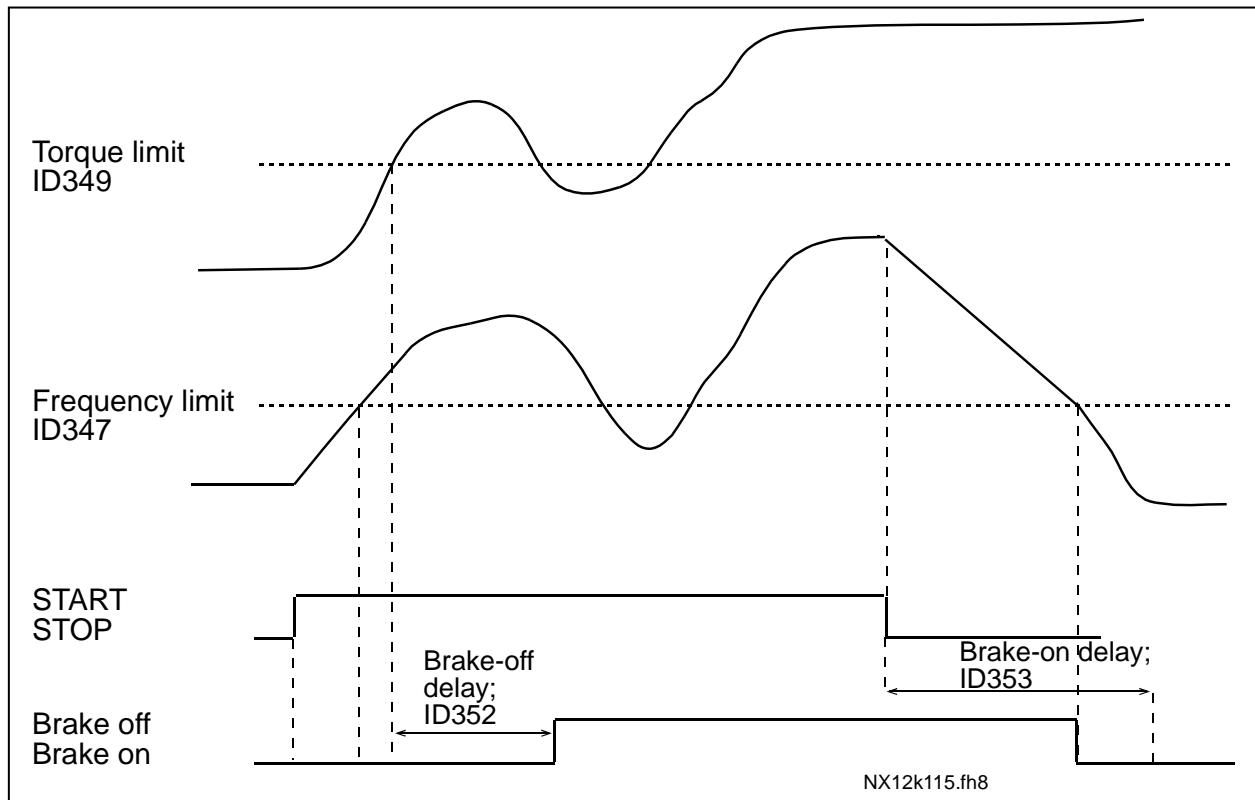 Torque limit
ID349
Frequency limit
ID347
START
STOP
Brake-off
delay;
ID352
Brake-on delay;
ID353
Brake off
Brake on
NX12k115.fh8